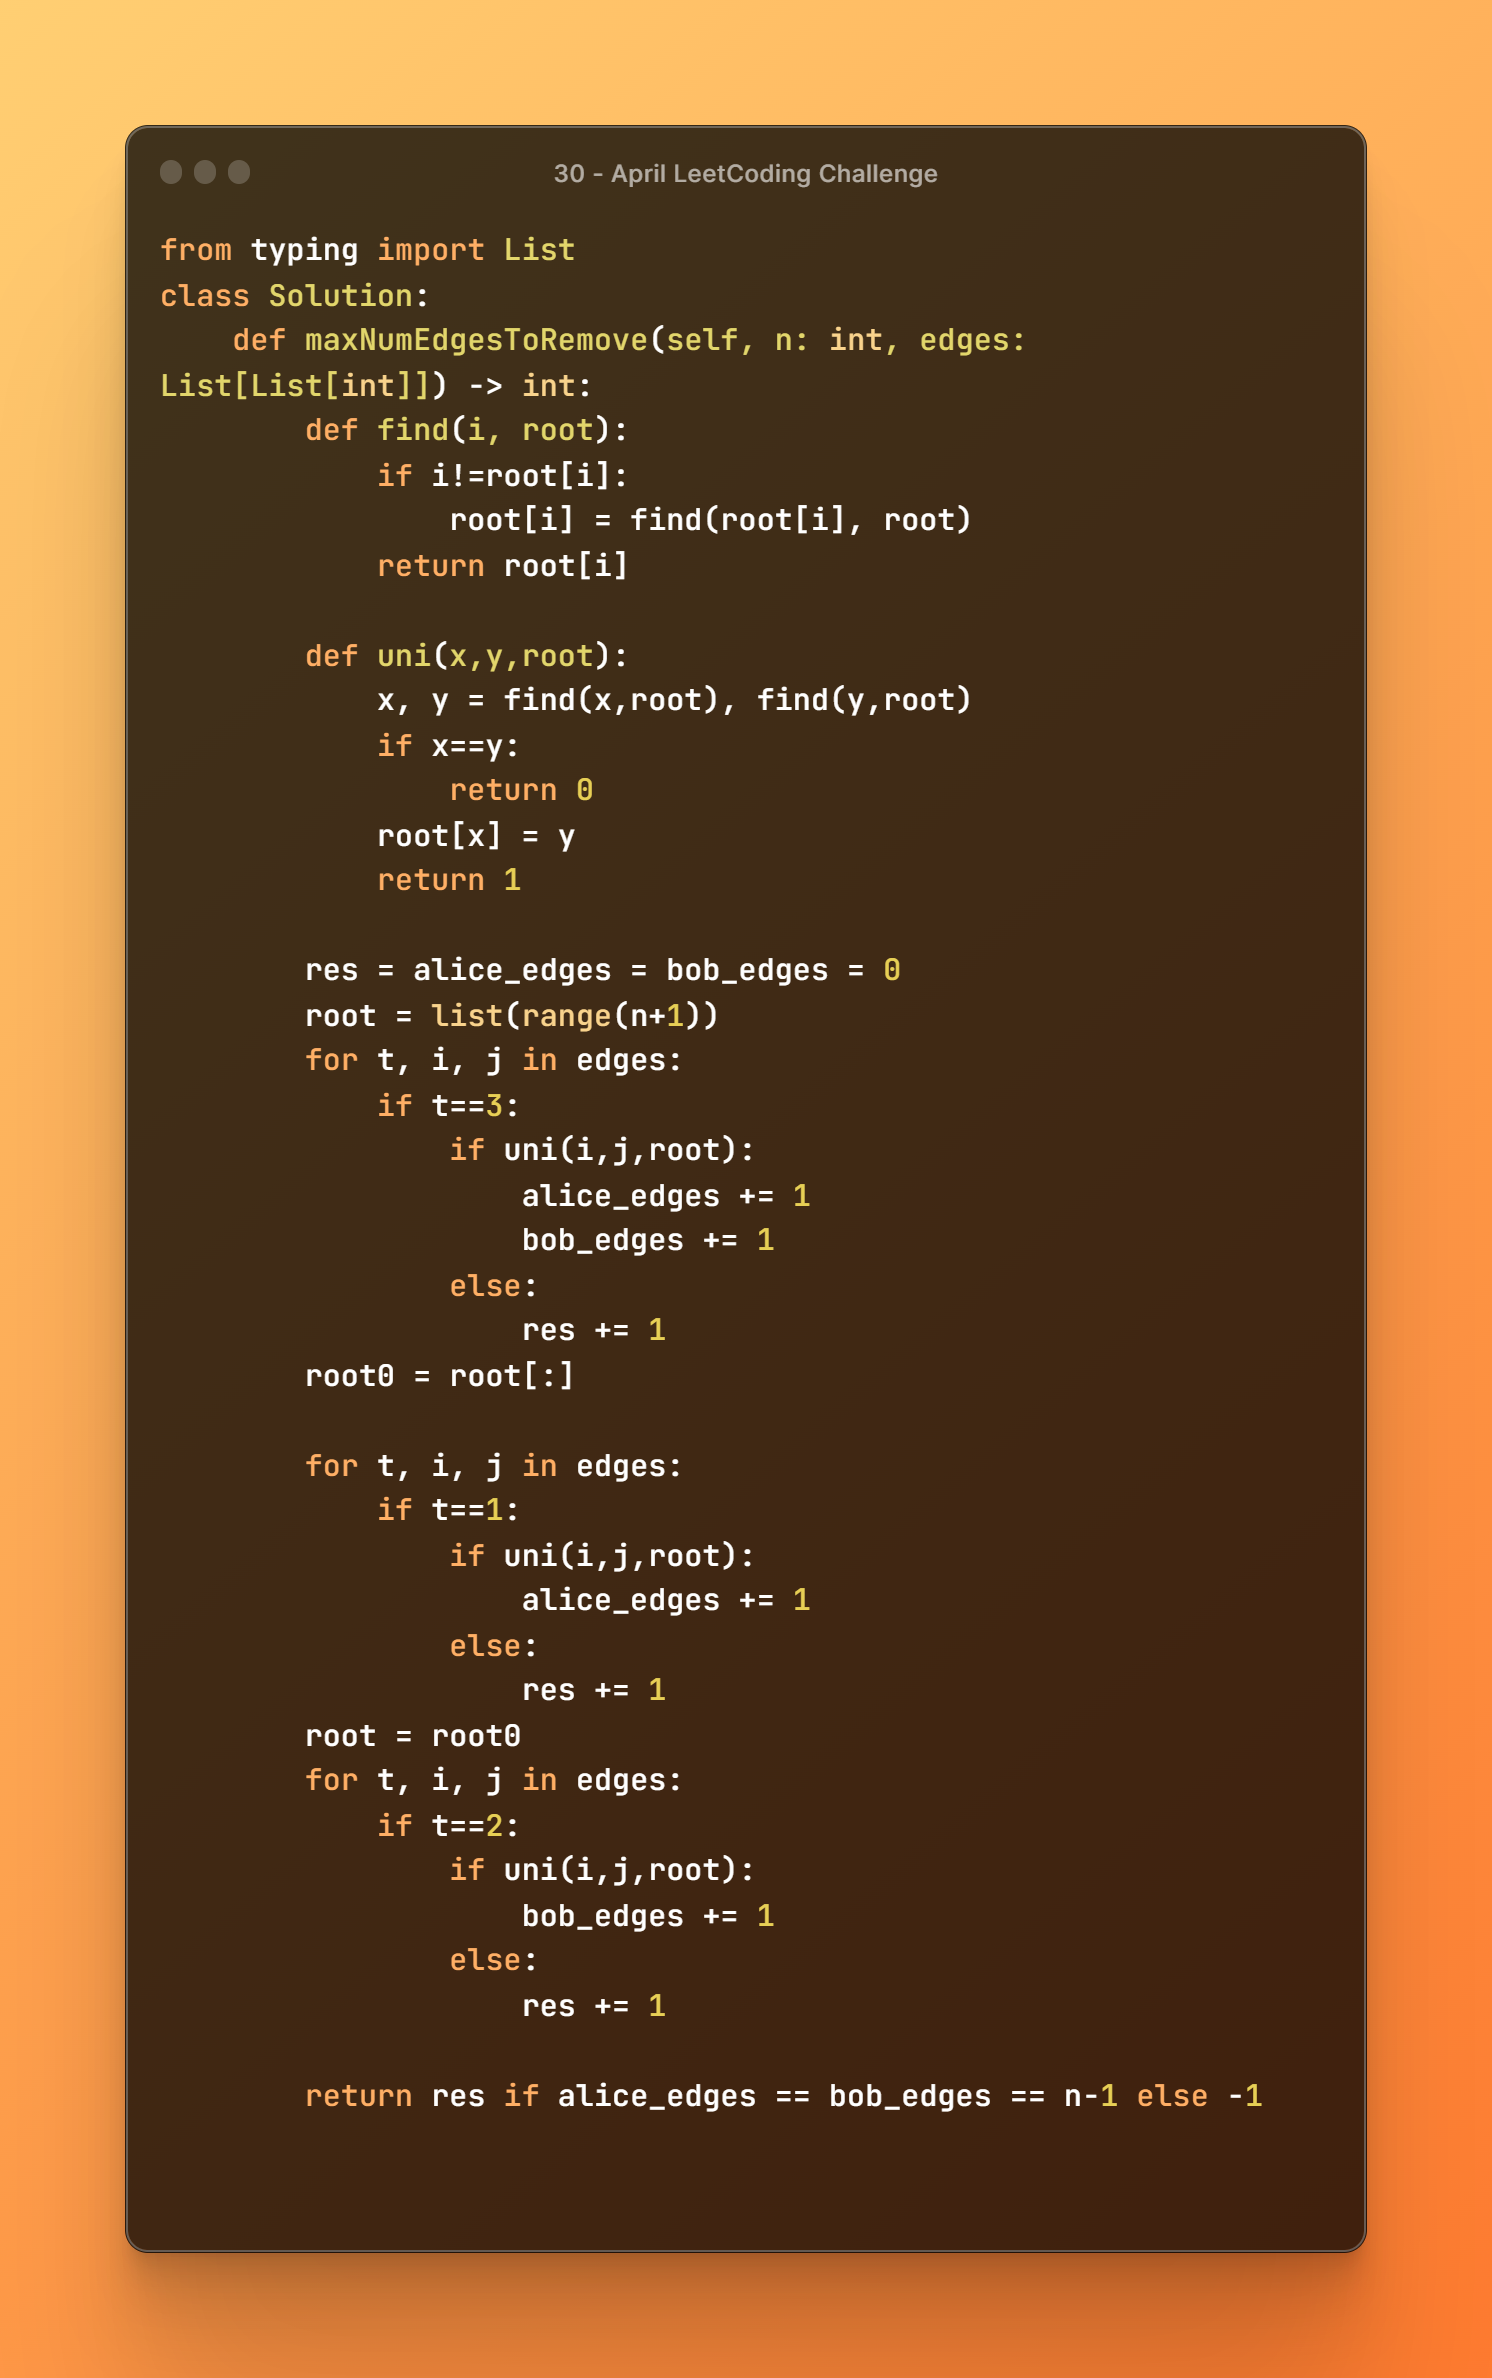 30 - April LeetCoding Challenge
from typing import List
class Solution:
    def maxNumEdgesToRemove(self, n: int, edges:
List[List[int]]) -> int:
        def find(i, root):
            if i!=root[i]:
                root[i] = find(root[i], root)
            return root[i]

        def uni(x,y,root):
            x, y = find(x,root), find(y,root)
            if x==y:
                return 0
            root[x] = y
            return 1

        res = alice_edges = bob_edges = 0
        root = list(range(n+1))
        for t, i, j in edges:
            if t==3:
                if uni(i,j,root):
                    alice_edges += 1
                    bob_edges += 1
                else:
                    res += 1
        root0 = root[:]

        for t, i, j in edges:
            if t==1:
                if uni(i,j,root):
                    alice_edges += 1
                else:
                    res += 1
        root = root0
        for t, i, j in edges:
            if t==2:
                if uni(i,j,root):
                    bob_edges += 1
                else:
                    res += 1

        return res if alice_edges == bob_edges == n-1 else -1